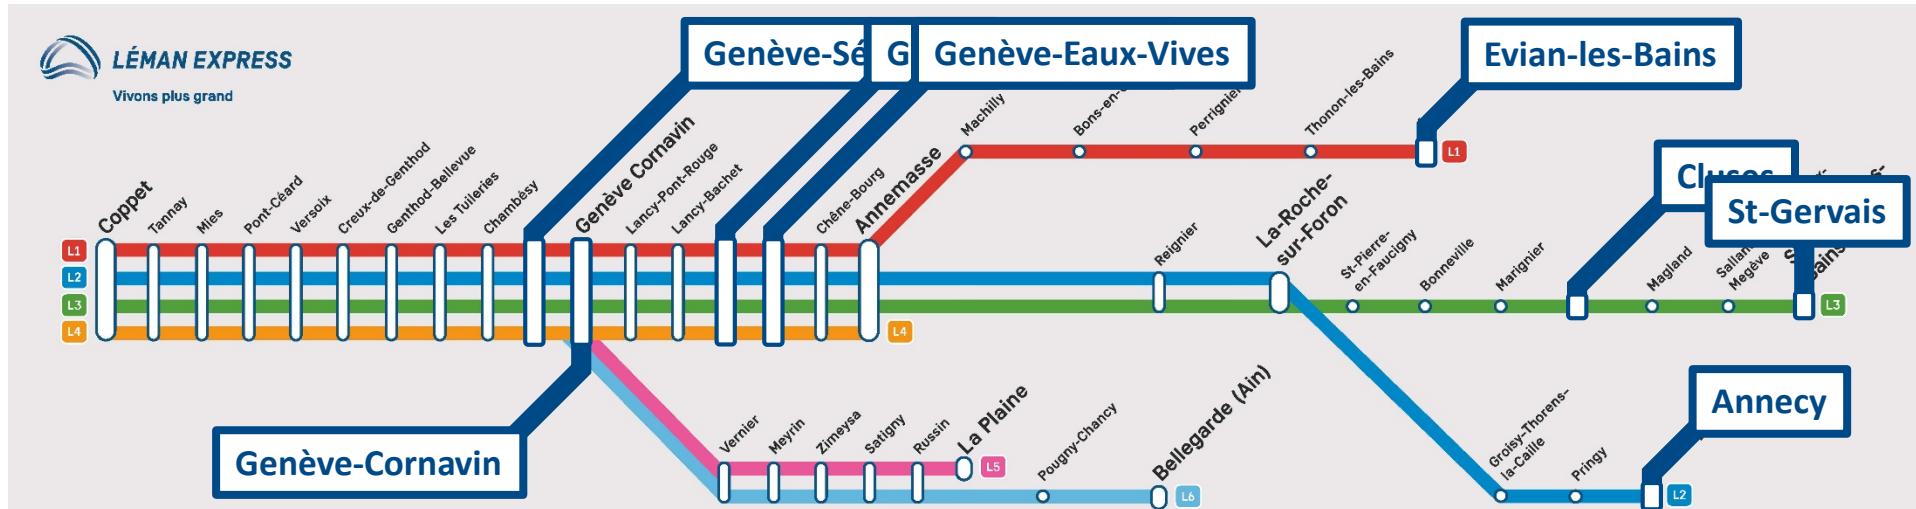 LÉMAN EXPRESS
Vivons plus grand
Genève-Sé
G
Genève-Eaux-Vives
Evian-les-Bains
Coppet
Tannay
Mies
Pont-Céard
Versoix
Creux-de-Genthod
Genthod-Bellevue
Les Tuileries
Chambésy
Genève Cornavin
Lancy-Pont-Rouge
Lancy-Bachet
Chêne-Bourg
Annemasse
Machilly
Bons-en-
Perrignier
Thonon-les-Bains
L1
L1
L2
L3
L4
L4
Reignier
La-Roche-
sur-Foron
St-Pierre-
en-Faucigny
Bonneville
Marignier
Cluses
Magland
Megève
St-Gervais
L3
Genève-Cornavin
Vernier
Meyrin
Zimeysa
Satigny
Russin
La Plaine
L5
Pougny-Chancy
Bellegarde (Ain)
L6
Groisy-Thorens-
la-Caille
Pringy
Annecy
L2